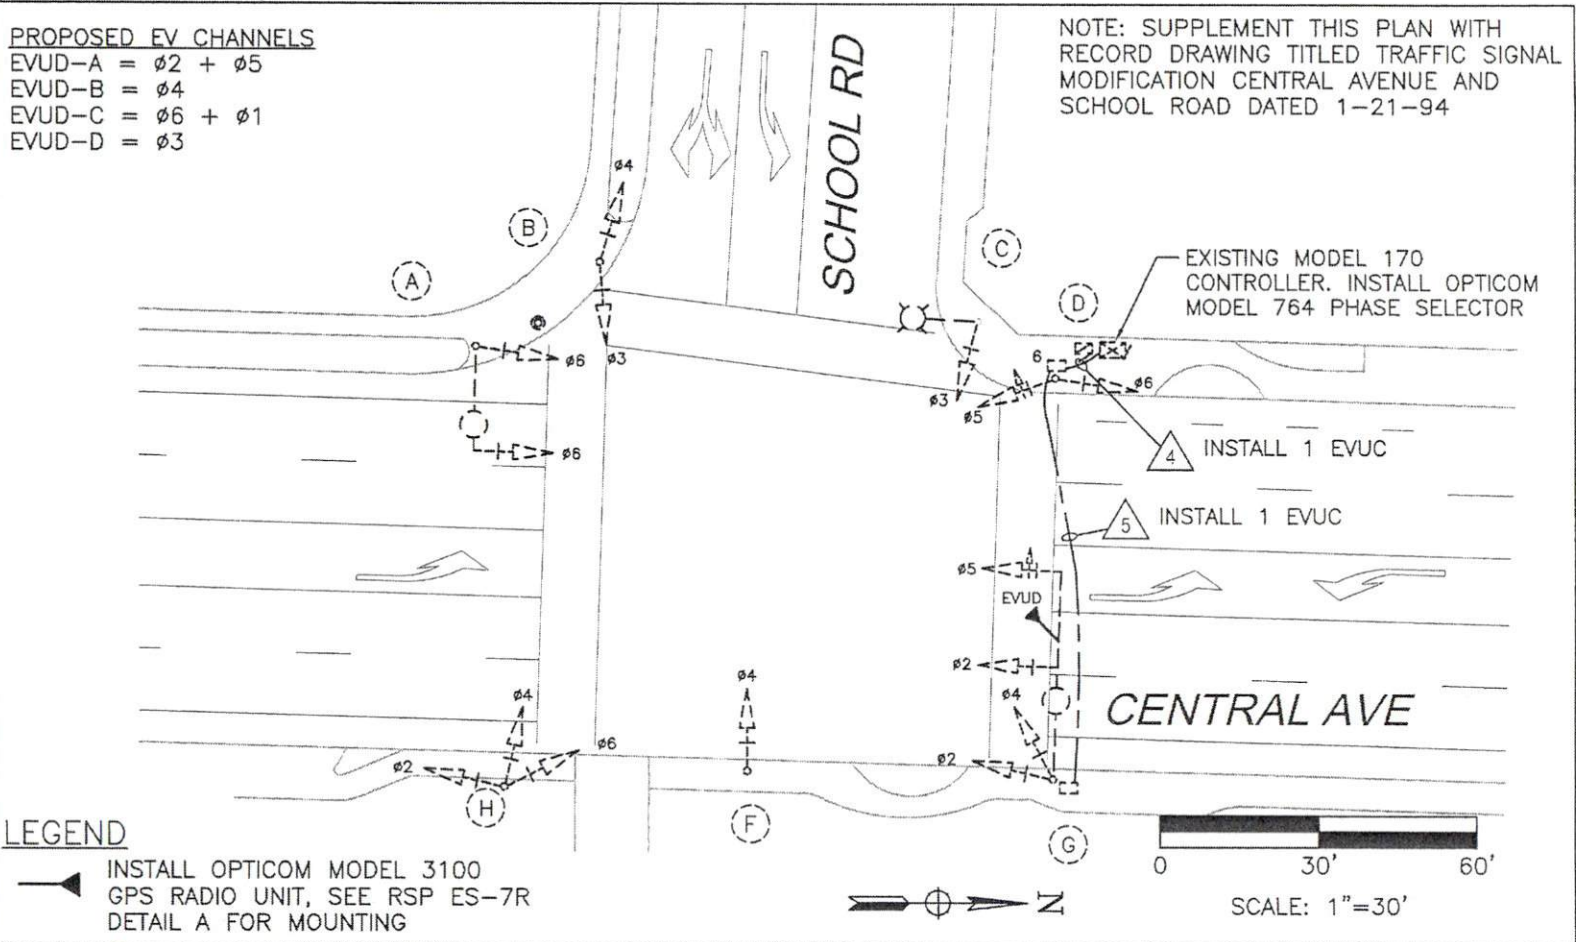 PROPOSED EV CHANNELS
EVUD-A = ø2 + ø5
EVUD-B = ø4
EVUD-C = ø6 + ø1
EVUD-D = ø3
NOTE: SUPPLEMENT THIS PLAN WITH
RECORD DRAWING TITLED TRAFFIC SIGNAL
MODIFICATION CENTRAL AVENUE AND
SCHOOL ROAD DATED 1-21-94
SCHOOL RD
ø4
B
A
C
D
EXISTING MODEL 170
CONTROLLER. INSTALL OPTICOM
MODEL 764 PHASE SELECTOR
ø6
ø3
6
ø6
ø3
ø5
ø6
4
INSTALL 1 EVUC
5
INSTALL 1 EVUC
ø5
EVUD
ø2
ø4
ø4
ø4
CENTRAL AVE
ø6
ø2
ø2
H
F
G
LEGEND
INSTALL OPTICOM MODEL 3100
GPS RADIO UNIT, SEE RSP ES-7R
DETAIL A FOR MOUNTING
N
0 30' 60'
SCALE: 1"=30'